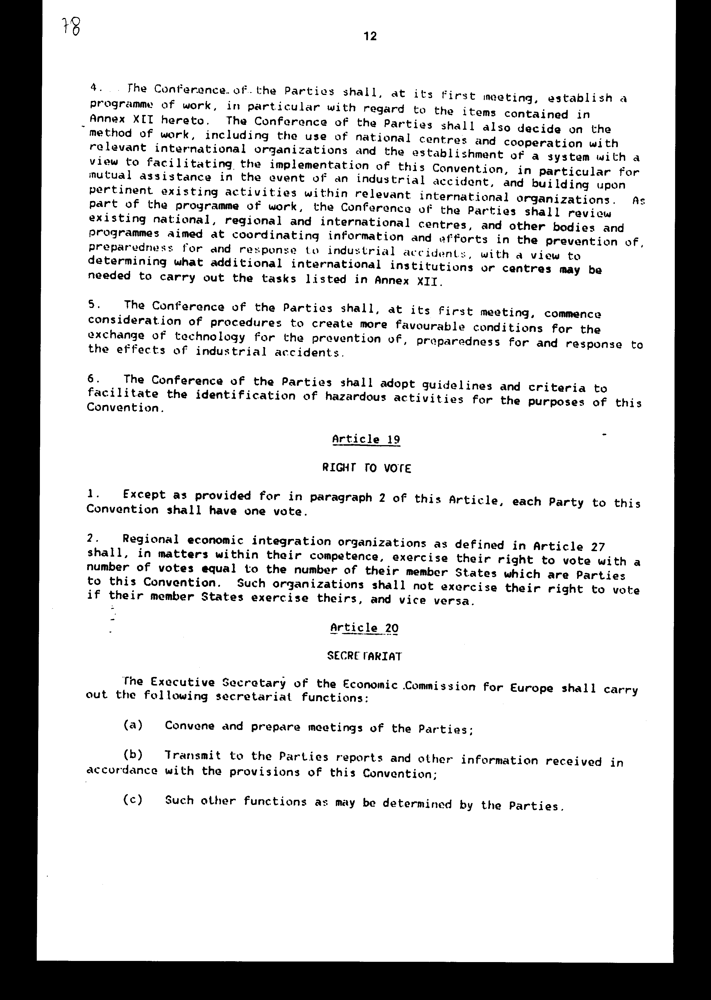 78
12
4. The Conference of the Parties shall, at its first meeting, establish a
programme of work, in particular with regard to the items contained in
Annex XII hereto. The Conference of the Parties shall also decide on the
method of work, including the use of national centres and cooperation with
relevant international organizations and the establishment of a system with a
view to facilitating the implementation of this Convention, in particular for
mutual assistance in the event of an industrial accident, and building upon
pertinent existing activities within relevant international organizations. As
part of the programme of work, the Conference of the Parties shall review
existing national, regional and international centres, and other bodies and
programmes aimed at coordinating information and efforts in the prevention of,
preparedness for and response to industrial accidents, with a view to
determining what additional international institutions or centres may be
needed to carry out the tasks listed in Annex XII.
5. The Conference of the Parties shall, at its first meeting, commence
consideration of procedures to create more favourable conditions for the
exchange of technology for the prevention of, preparedness for and response to
the effects of industrial accidents.
6. The Conference of the Parties shall adopt guidelines and criteria to
facilitate the identification of hazardous activities for the purposes of this
Convention.
Article 19
RIGHT TO VOTE
1. Except as provided for in paragraph 2 of this Article, each Party to this
Convention shall have one vote.
2. Regional economic integration organizations as defined in Article 27
shall, in matters within their competence, exercise their right to vote with a
number of votes equal to the number of their member States which are Parties
to this Convention. Such organizations shall not exercise their right to vote
if their member States exercise theirs, and vice versa.
Article 20
SECRETARIAT
The Executive Secretary of the Economic Commission for Europe shall carry
out the following secretariat functions:
(a) Convene and prepare meetings of the Parties;
(b) Transmit to the Parties reports and other information received in
accordance with the provisions of this Convention;
(c) Such other functions as may be determined by the Parties.